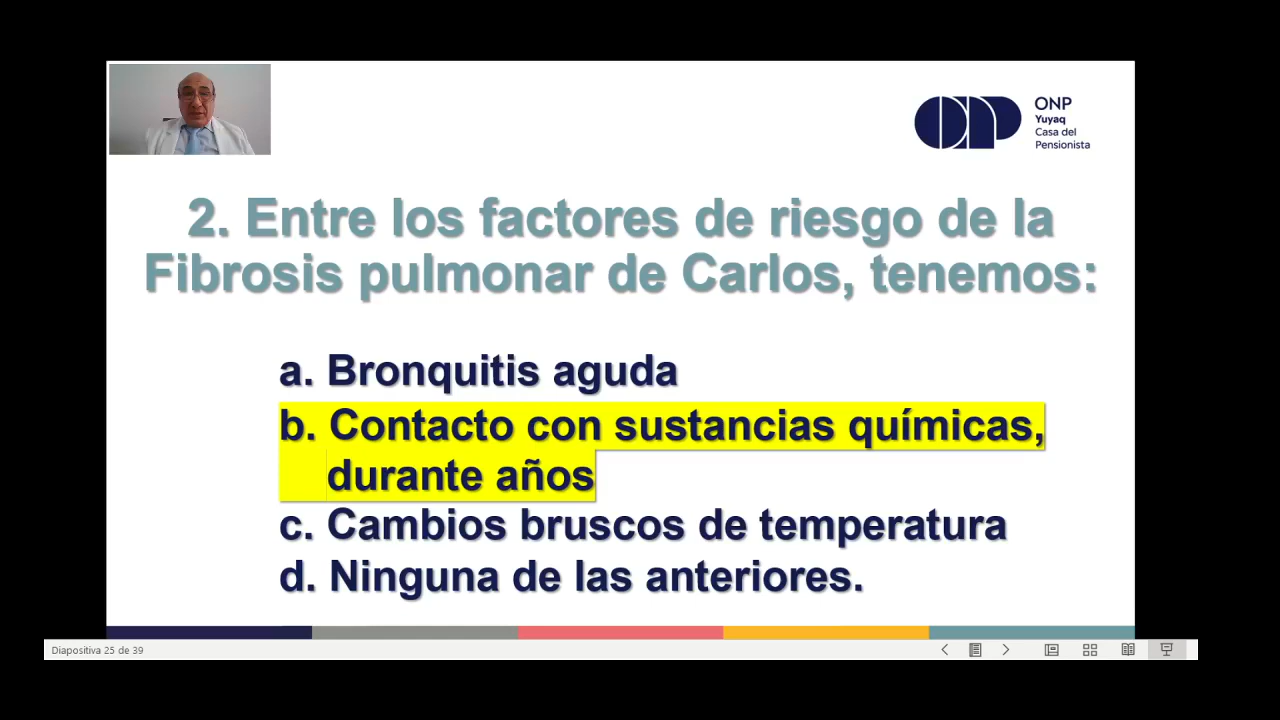 ONP
Yuyaq
Casa del
Pensionista
2. Entre los factores de riesgo de la
Fibrosis pulmonar de Carlos, tenemos:
a. Bronquitis aguda
b. Contacto con sustancias químicas,
durante años
c. Cambios bruscos de temperatura
d. Ninguna de las anteriores.
Diapositiva 25 de 39